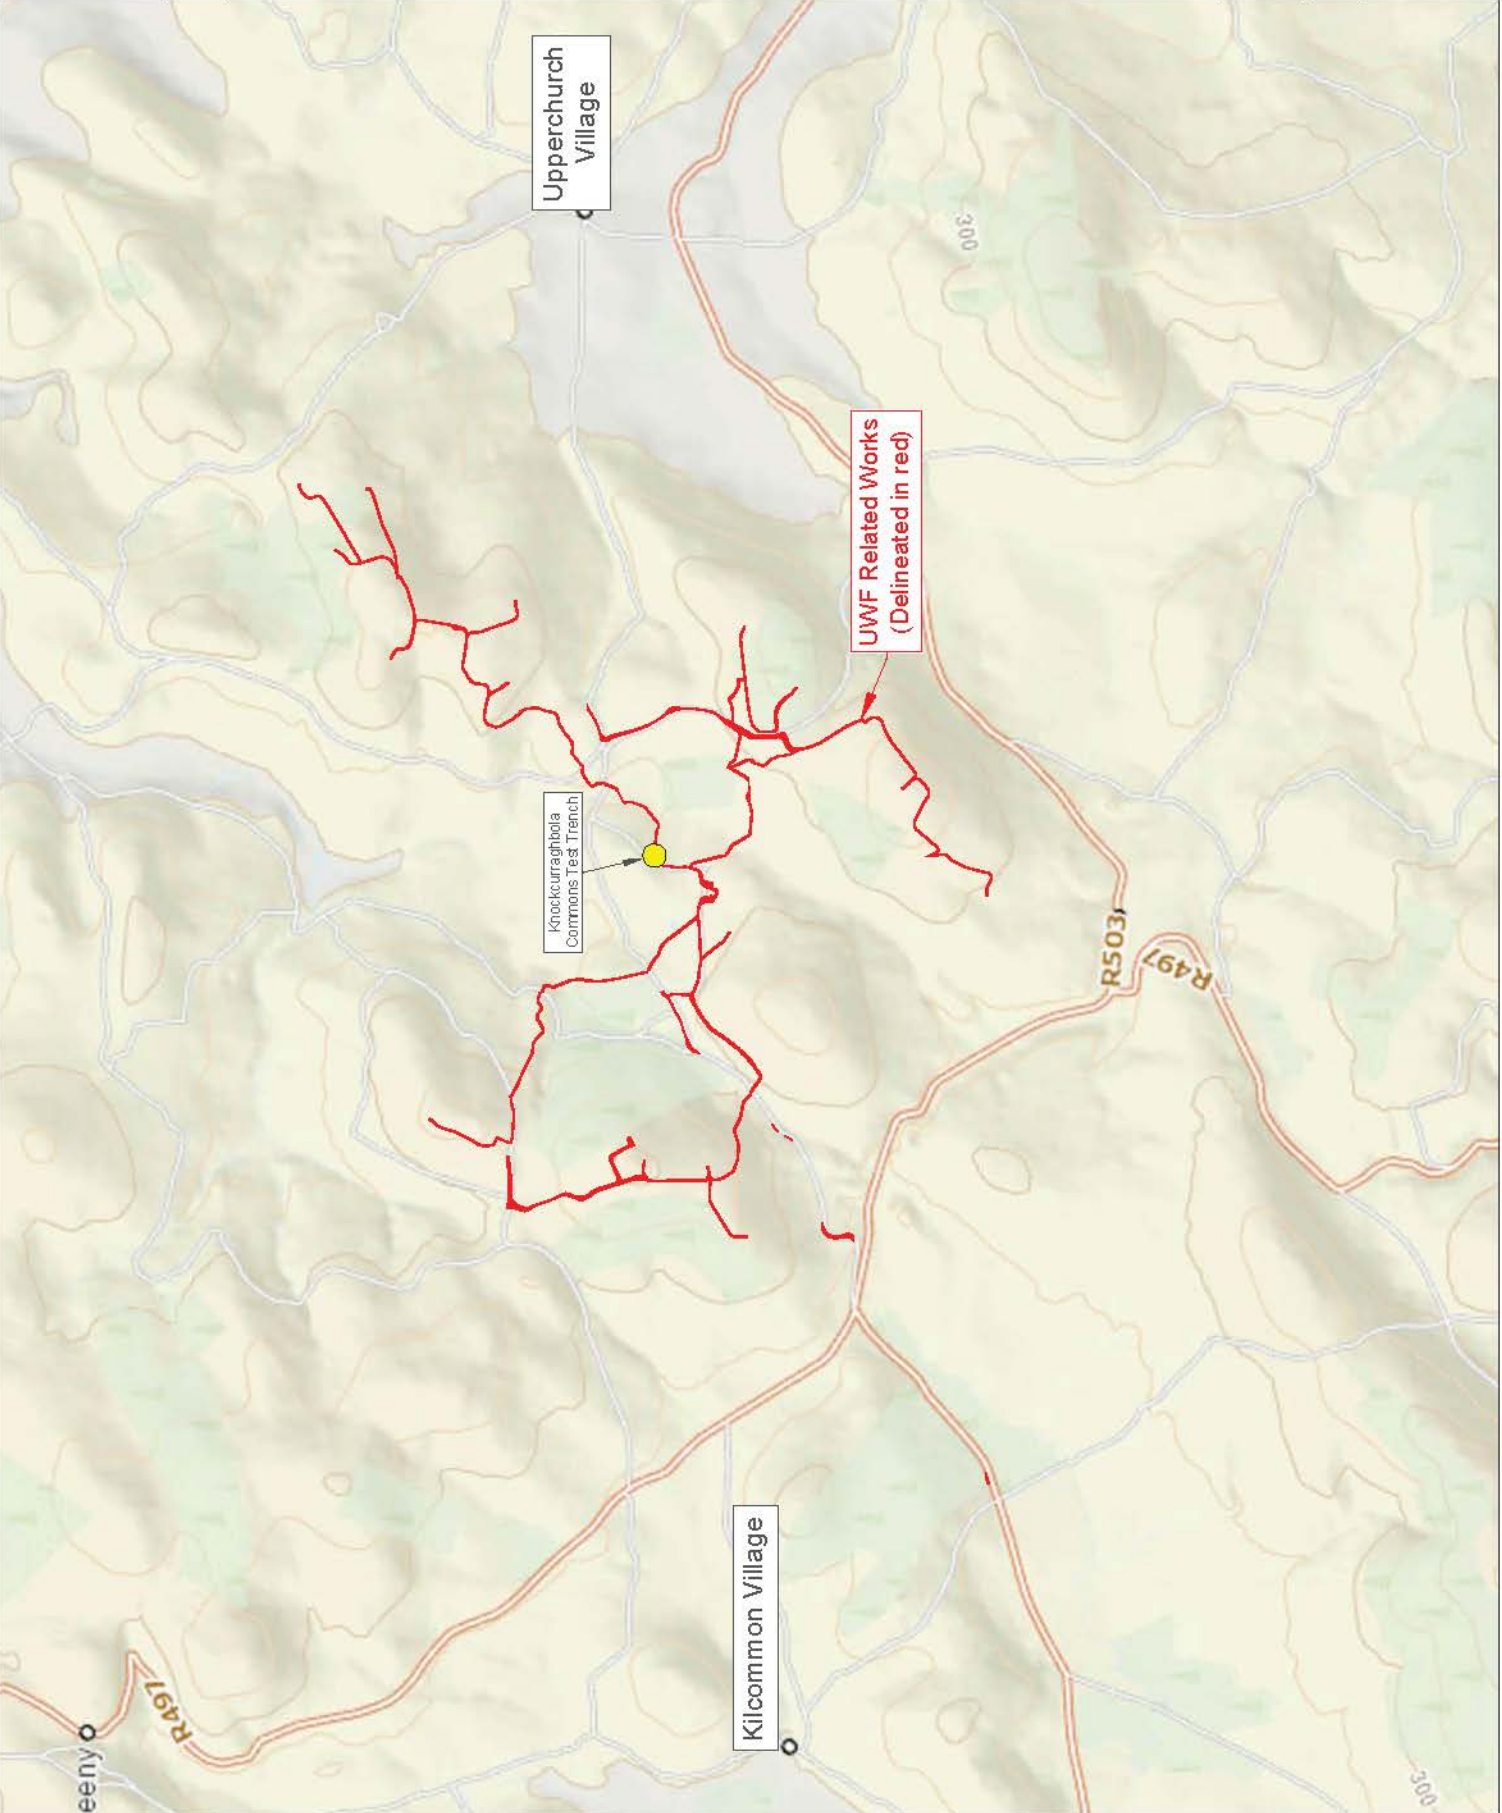 Upperchurch
Village
300
UWF Related Works
(Delineated in red)
Knockcurraghbola
Commons Test Trench
R503
R497
Kilcommon Village
R497
eeny
300